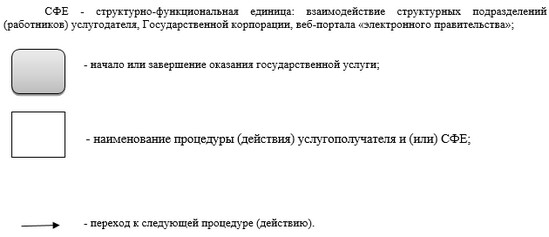 СФЕ - структурно-функциональная единица: взаимодействие структурных подразделений
(работников) услугодателя, Государственной корпорации, веб-портала «электронного правительства»;
- начало или завершение оказания государственной услуги;
- наименование процедуры (действия) услугополучателя и (или) СФЕ;
- переход к следующей процедуре (действию).